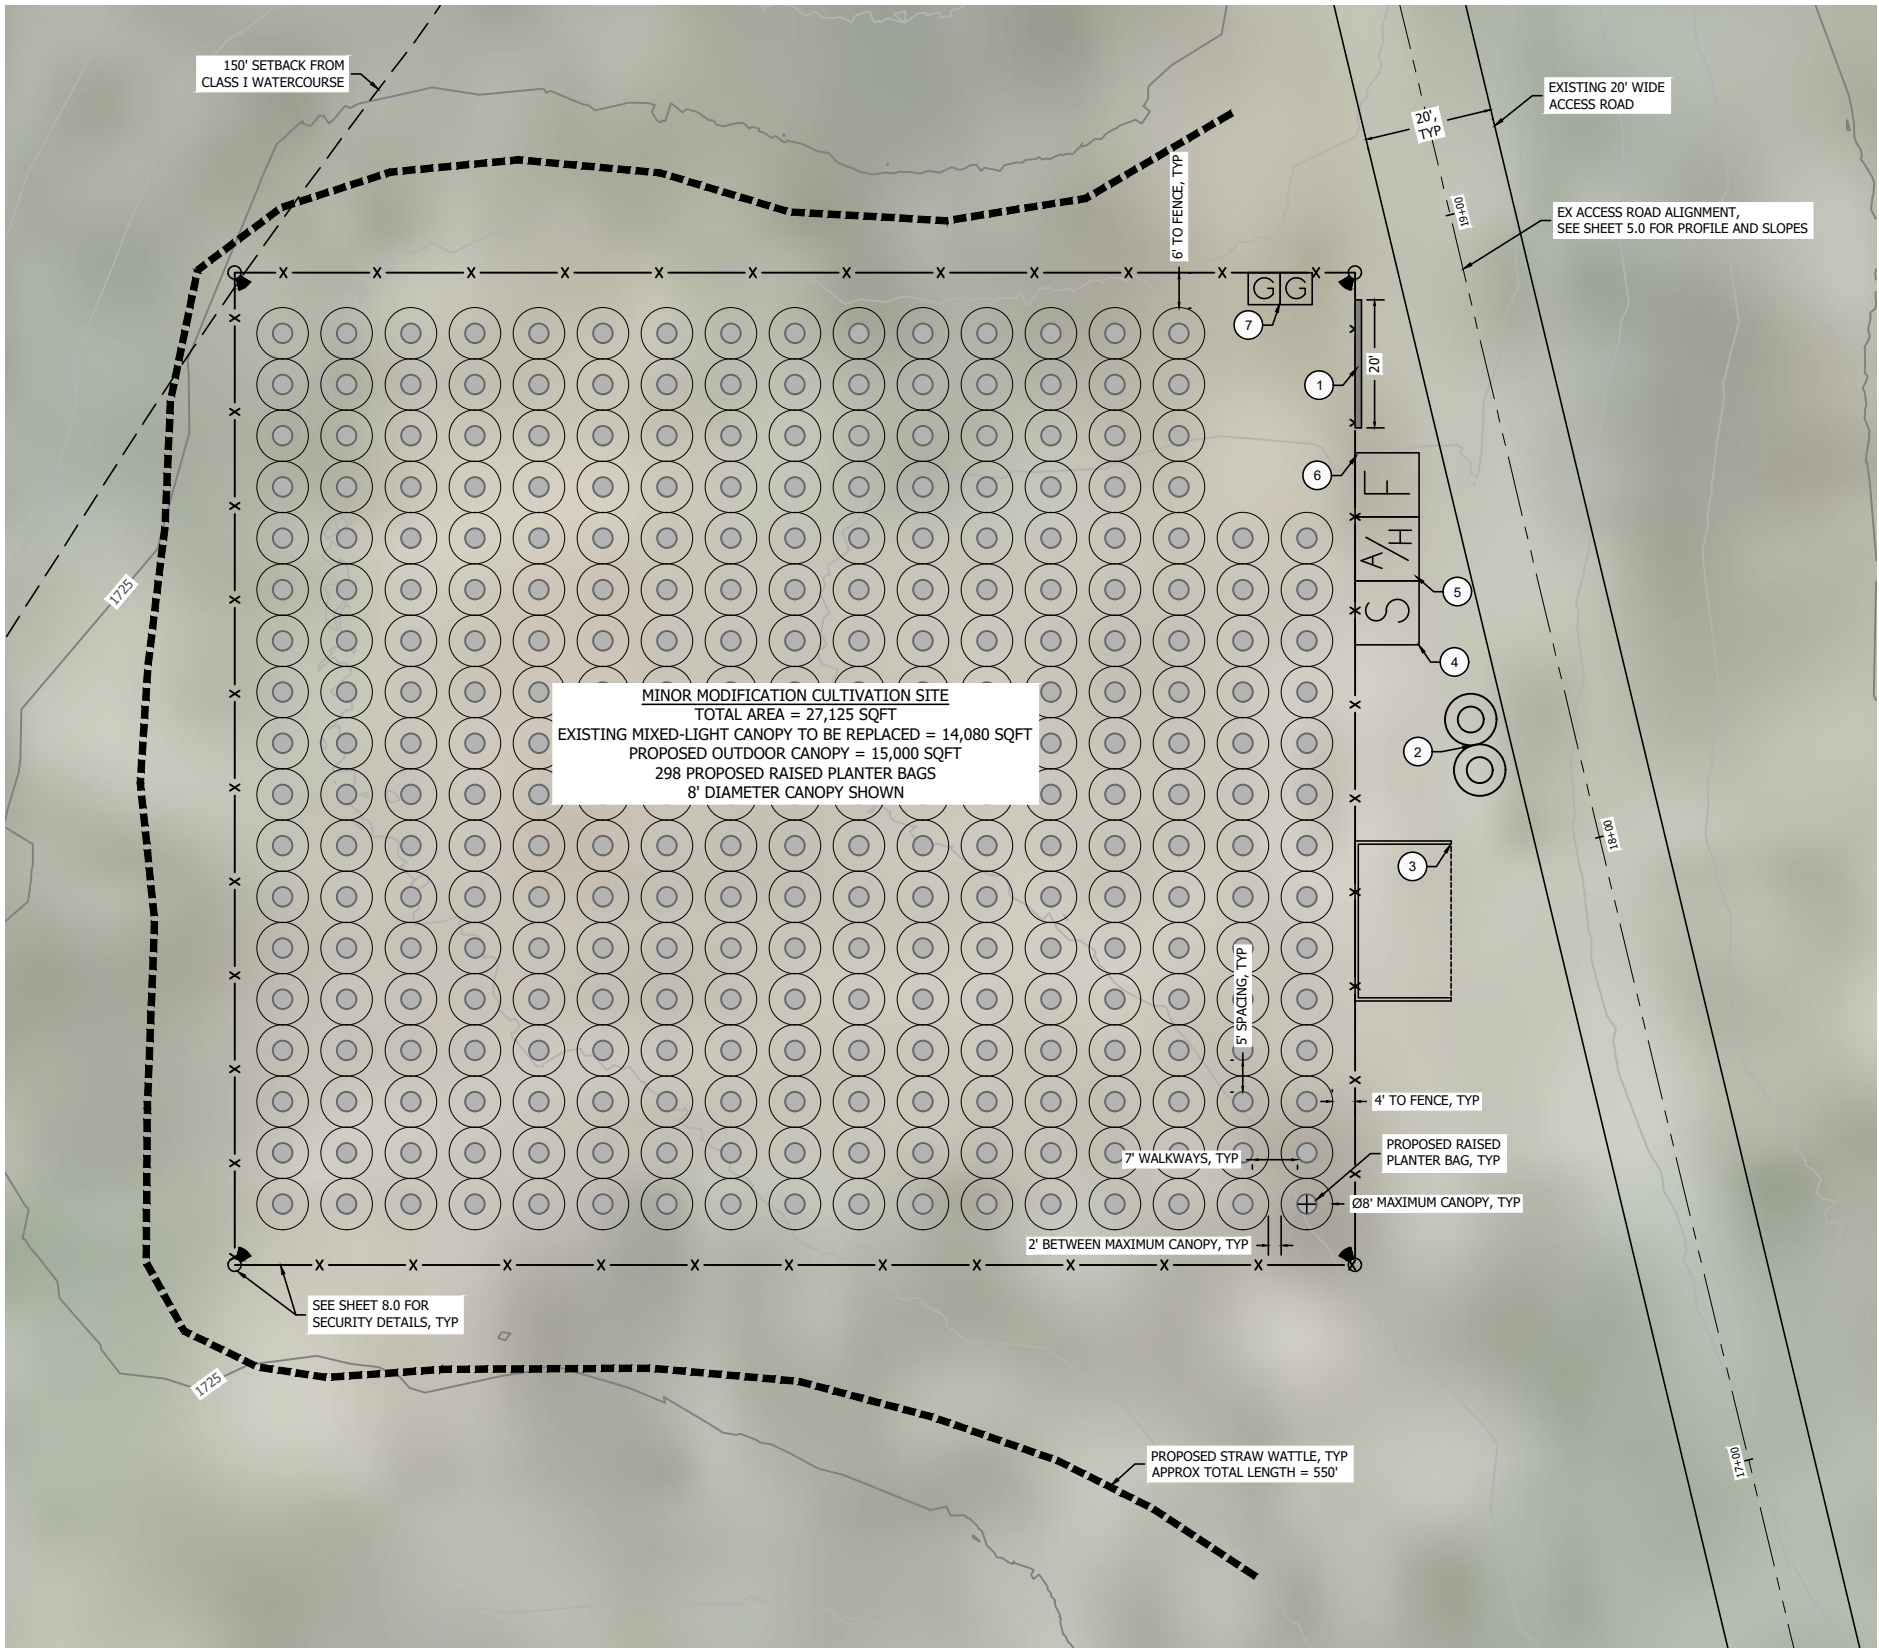 150' SETBACK FROM
CLASS I WATERCOURSE
EXISTING 20' WIDE
ACCESS ROAD
20',
TYP
6' TO FENCE, TYP
19+00
EX ACCESS ROAD ALIGNMENT,
SEE SHEET 5.0 FOR PROFILE AND SLOPES
G G
7
1
20'
6
F
A/H
5
S
4
1725
MINOR MODIFICATION CULTIVATION SITE
TOTAL AREA = 27,125 SQFT
EXISTING MIXED-LIGHT CANOPY TO BE REPLACED = 14,080 SQFT
PROPOSED OUTDOOR CANOPY = 15,000 SQFT
298 PROPOSED RAISED PLANTER BAGS
8' DIAMETER CANOPY SHOWN
2
18+00
3
5' SPACING, TYP
4' TO FENCE, TYP
7' WALKWAYS, TYP
PROPOSED RAISED
PLANTER BAG, TYP
Ø8' MAXIMUM CANOPY, TYP
2' BETWEEN MAXIMUM CANOPY, TYP
SEE SHEET 8.0 FOR
SECURITY DETAILS, TYP
1725
PROPOSED STRAW WATTLE, TYP
APPROX TOTAL LENGTH = 550'
17+00